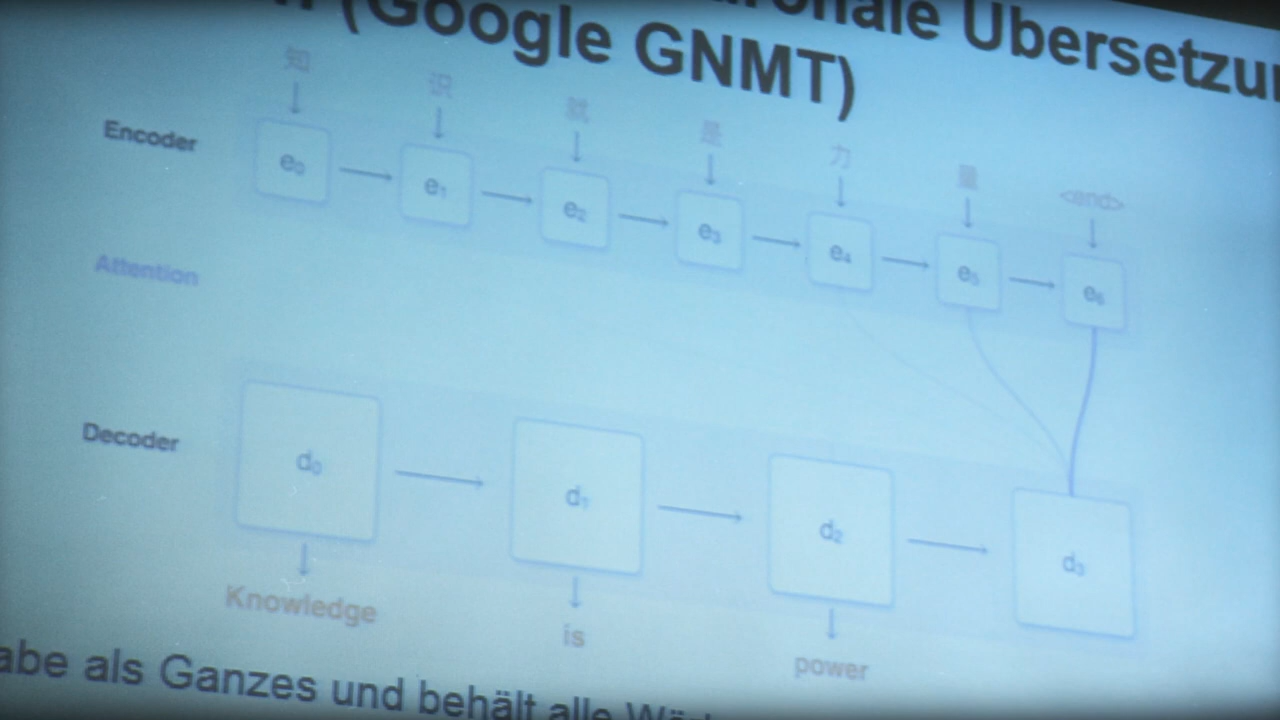 Übersetzu
(Google GNMT)
知 识 就 是 力 量 <end>
Encoder
e₀ e₁ e₂ e₃ e₄ e₅ e₆
Attention
Decoder
d₀ d₁ d₂ d₃
Knowledge is power
abe als Ganzes und behält alle